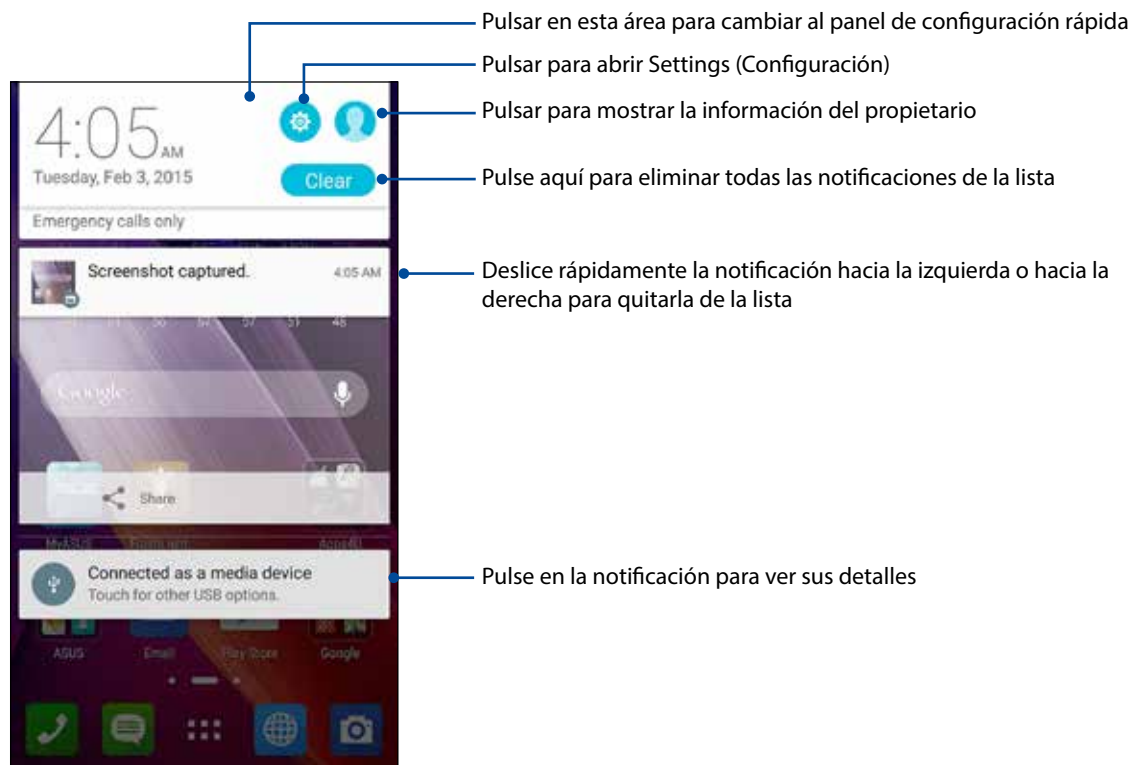 Pulsar en esta área para cambiar al panel de configuración rápida
Pulsar para abrir Settings (Configuración)
Pulsar para mostrar la información del propietario
4:05 AM
Tuesday, Feb 3, 2015
Clear
Pulse aquí para eliminar todas las notificaciones de la lista
Emergency calls only
Screenshot captured.
4:05 AM
Deslice rápidamente la notificación hacia la izquierda o hacia la
derecha para quitarla de la lista
Google
Share
MyASUS
Connected as a media device
Touch for other USB options.
Pulse en la notificación para ver sus detalles
ASUS
Email
Play Store
Google